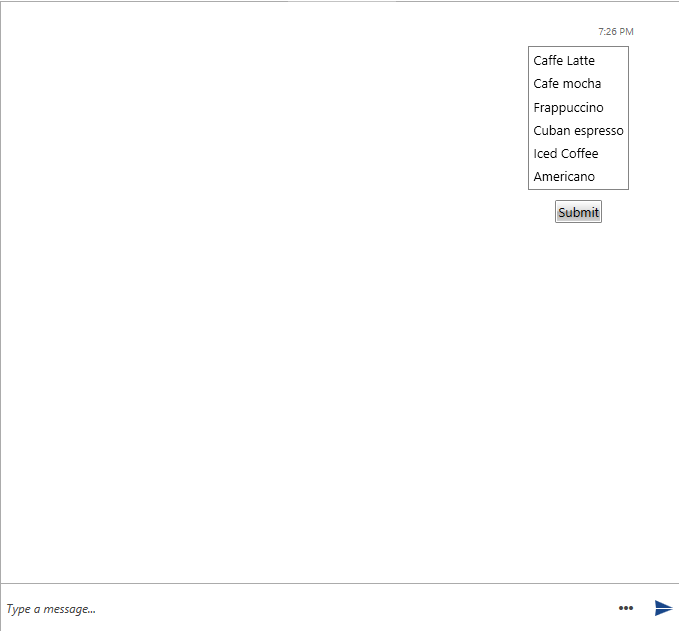 7:26 PM
Caffe Latte
Cafe mocha
Frappuccino
Cuban espresso
Iced Coffee
Americano
Submit
Type a message...